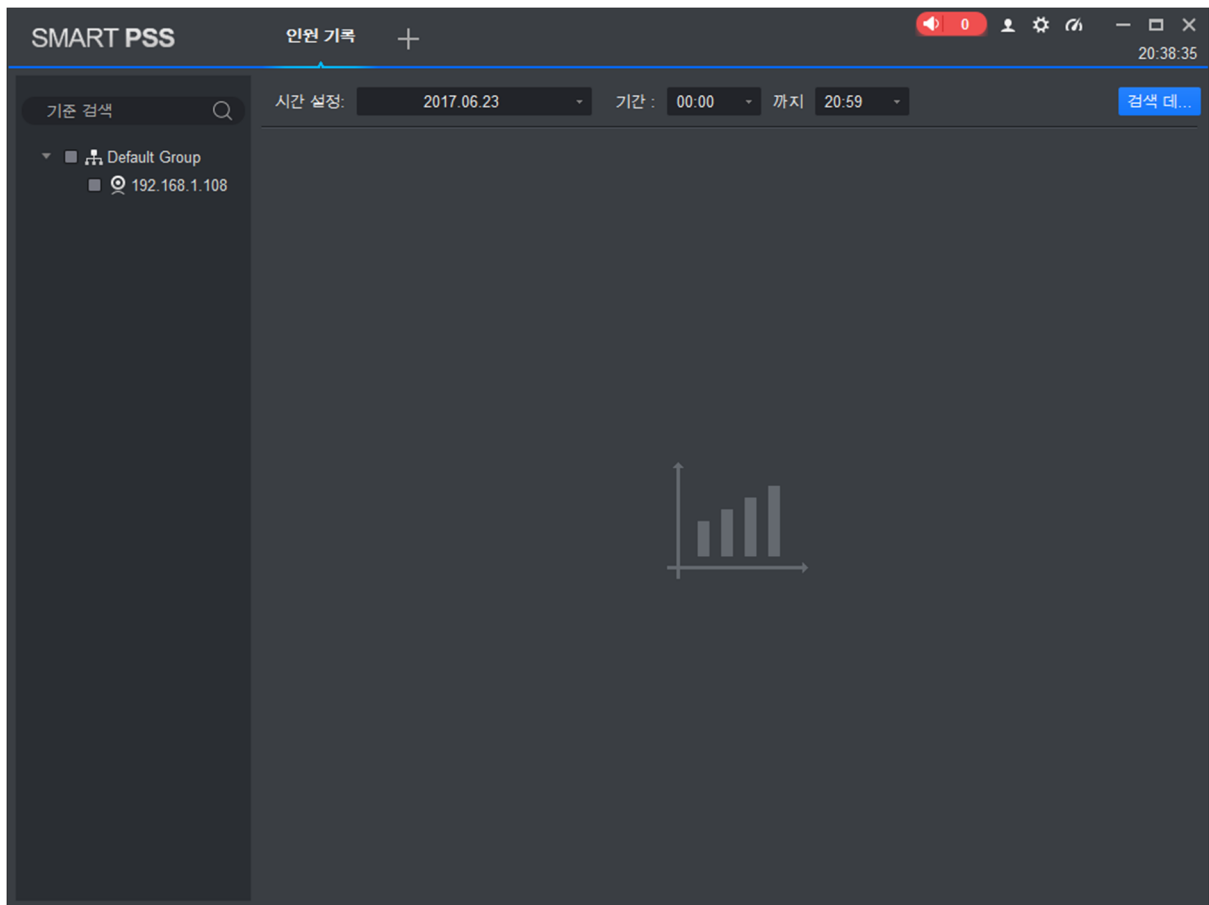 SMART PSS
인원 기록
0
20:38:35
기준 검색
시간 설정: 2017.06.23 기간 : 00:00 까지 20:59
검색 데...
Default Group
192.168.1.108